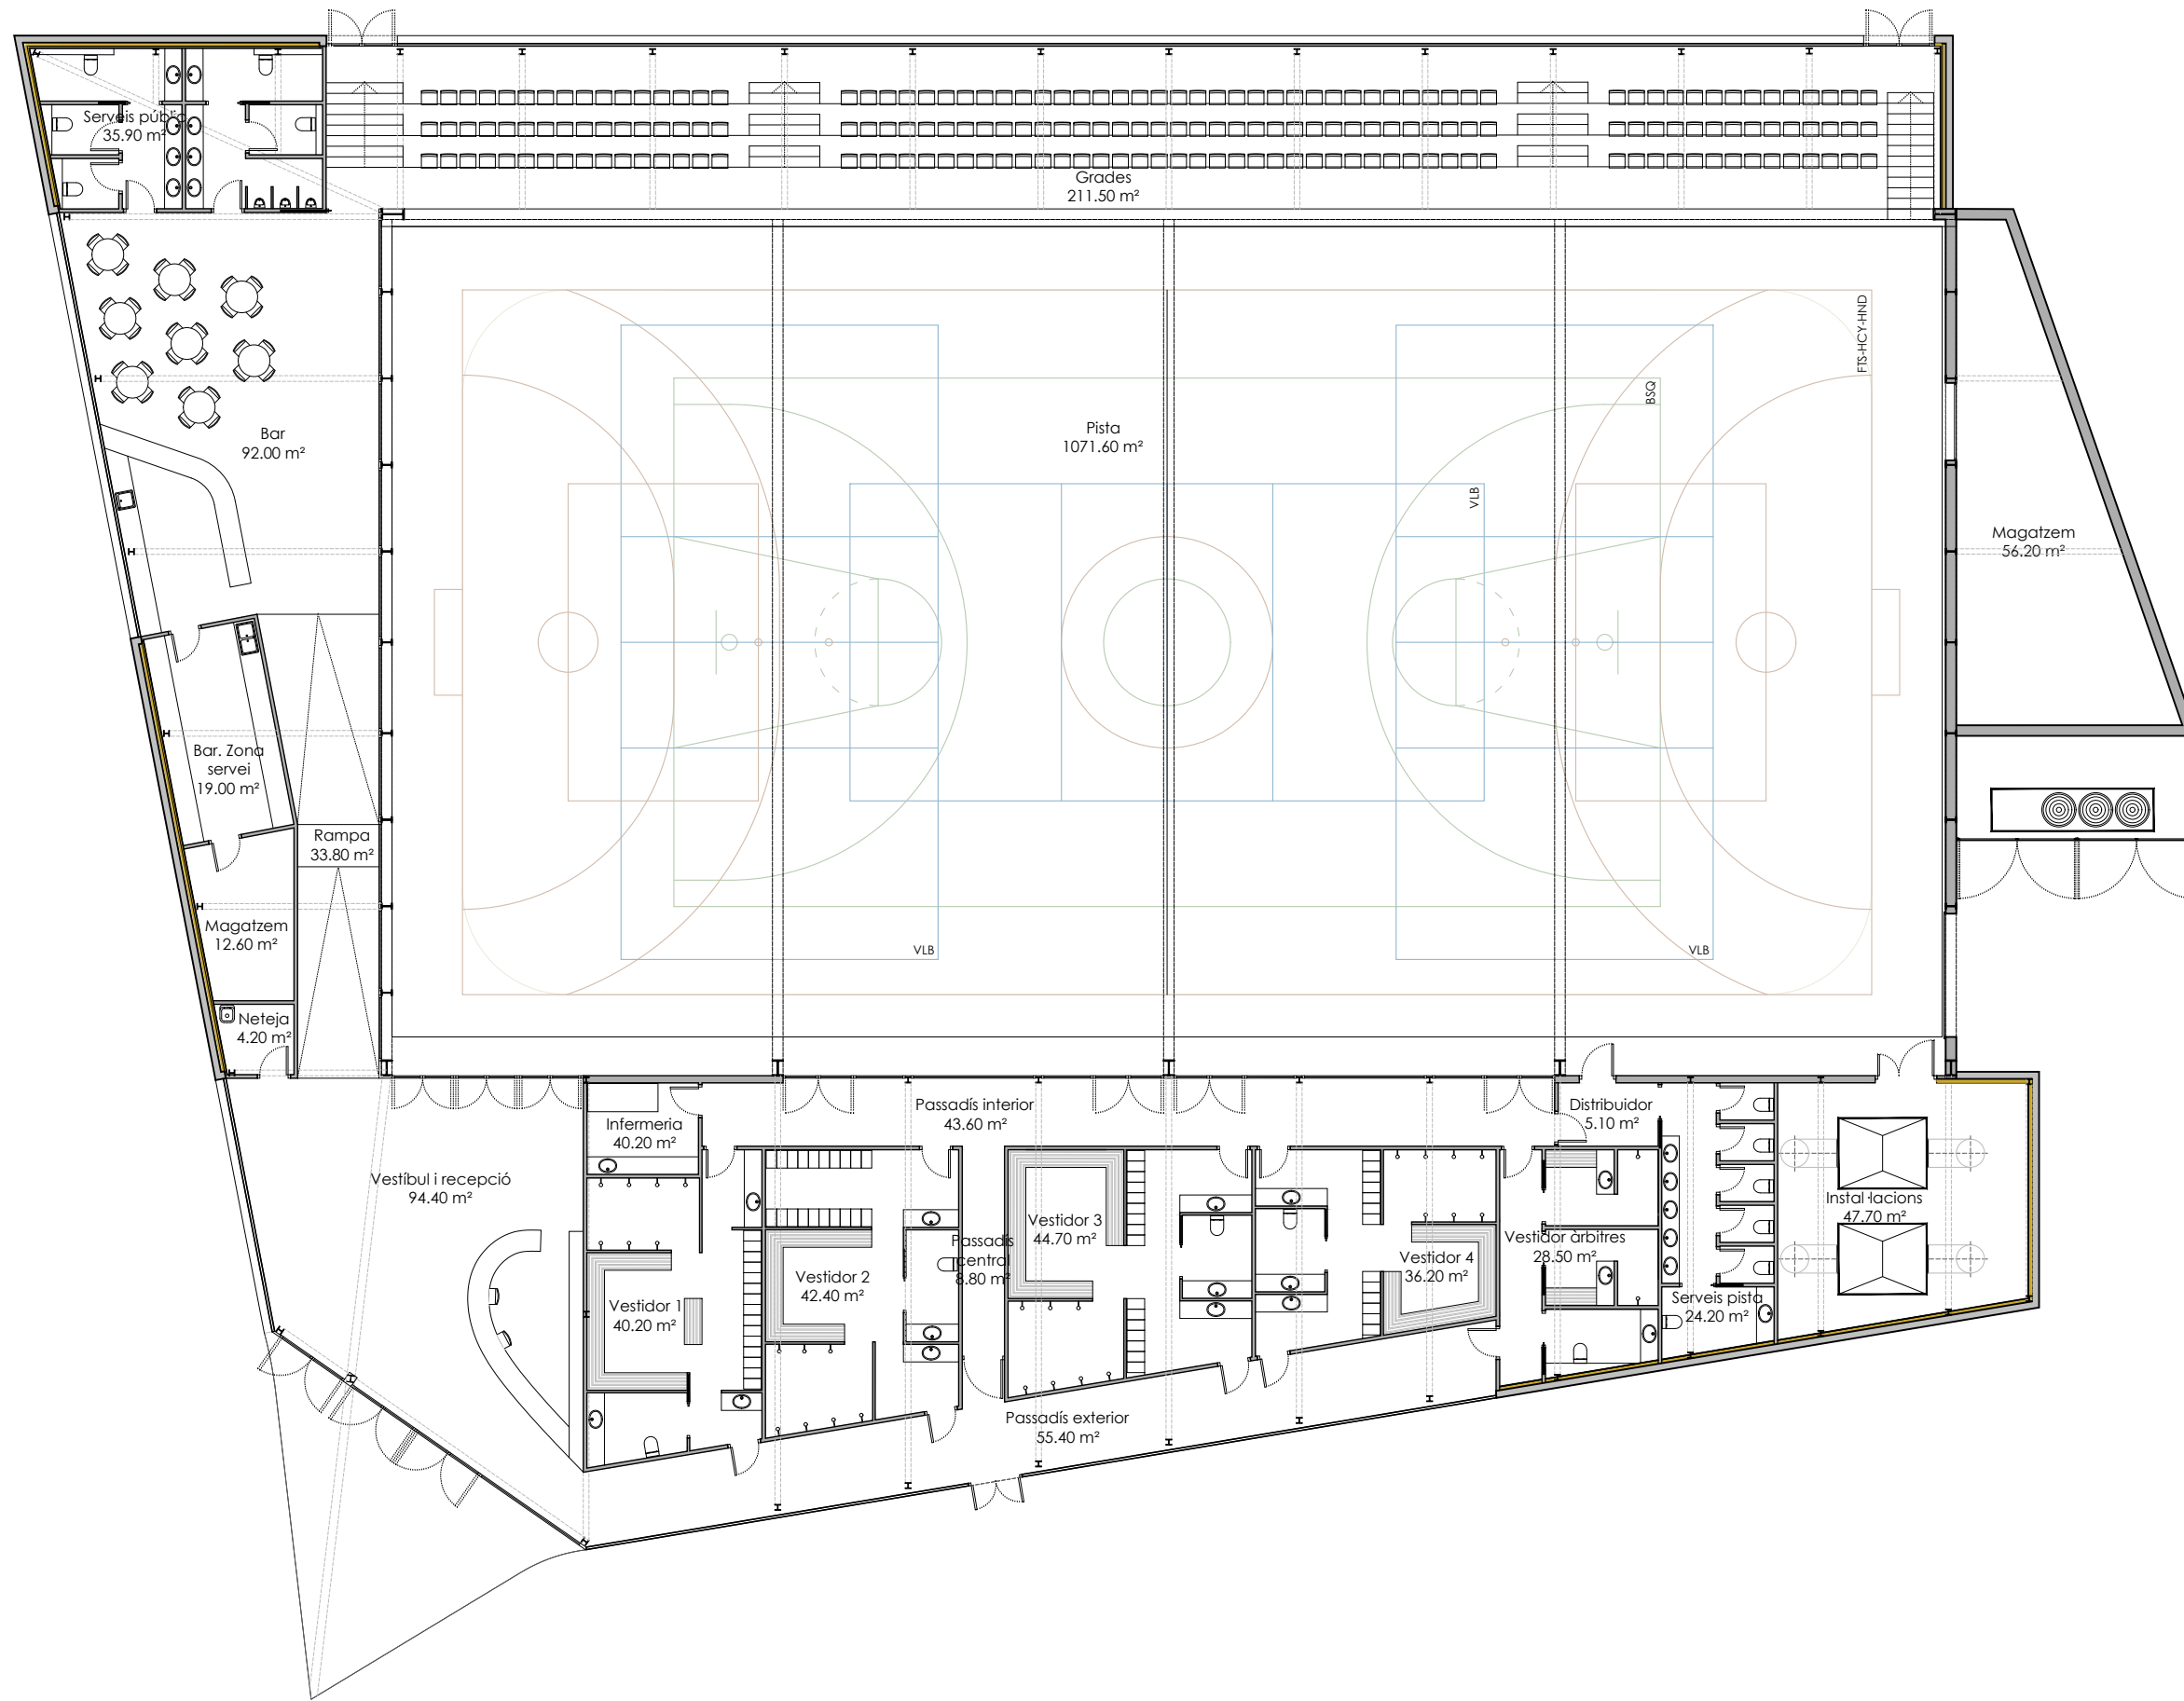 Serveis públic
35.90 m²
Grades
211.50 m²
FTS-HCY-HND
BSQ
Bar
92.00 m²
Pista
1071.60 m²
VLB
Magatzem
56.20 m²
Bar. Zona
servei
19.00 m²
Rampa
33.80 m²
Magatzem
12.60 m²
VLB
VLB
Neteja
4.20 m²
Infermeria
40.20 m²
Passadís interior
43.60 m²
Distribuidor
5.10 m²
Vestíbul i recepció
94.40 m²
Vestidor 1
40.20 m²
Vestidor 2
42.40 m²
Passadís
central
8.80 m²
Vestidor 3
44.70 m²
Vestidor 4
36.20 m²
Vestidor àrbitres
28.50 m²
Serveis pista
24.20 m²
Instal·lacions
47.70 m²
Passadís exterior
55.40 m²